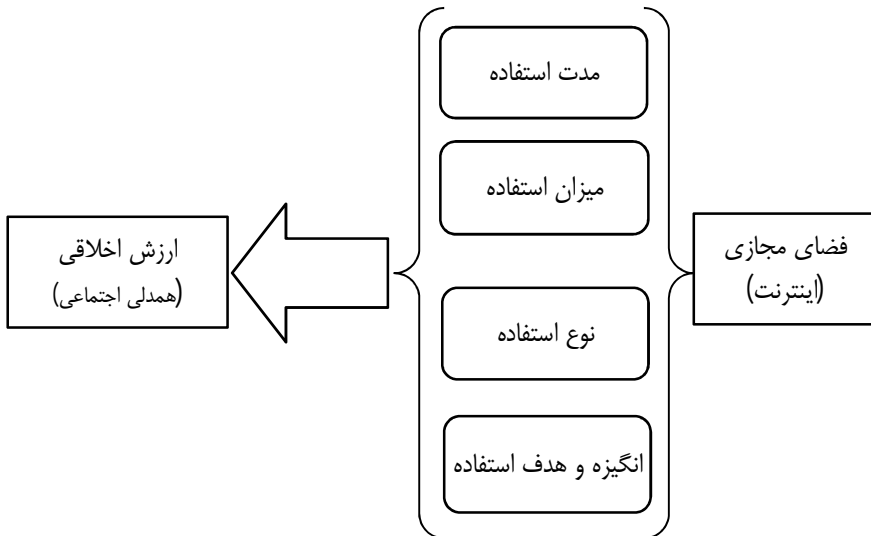 فضای مجازی
(اینترنت)
مدت استفاده
میزان استفاده
نوع استفاده
انگیزه و هدف استفاده
ارزش اخلاقی
(همدلی اجتماعی)